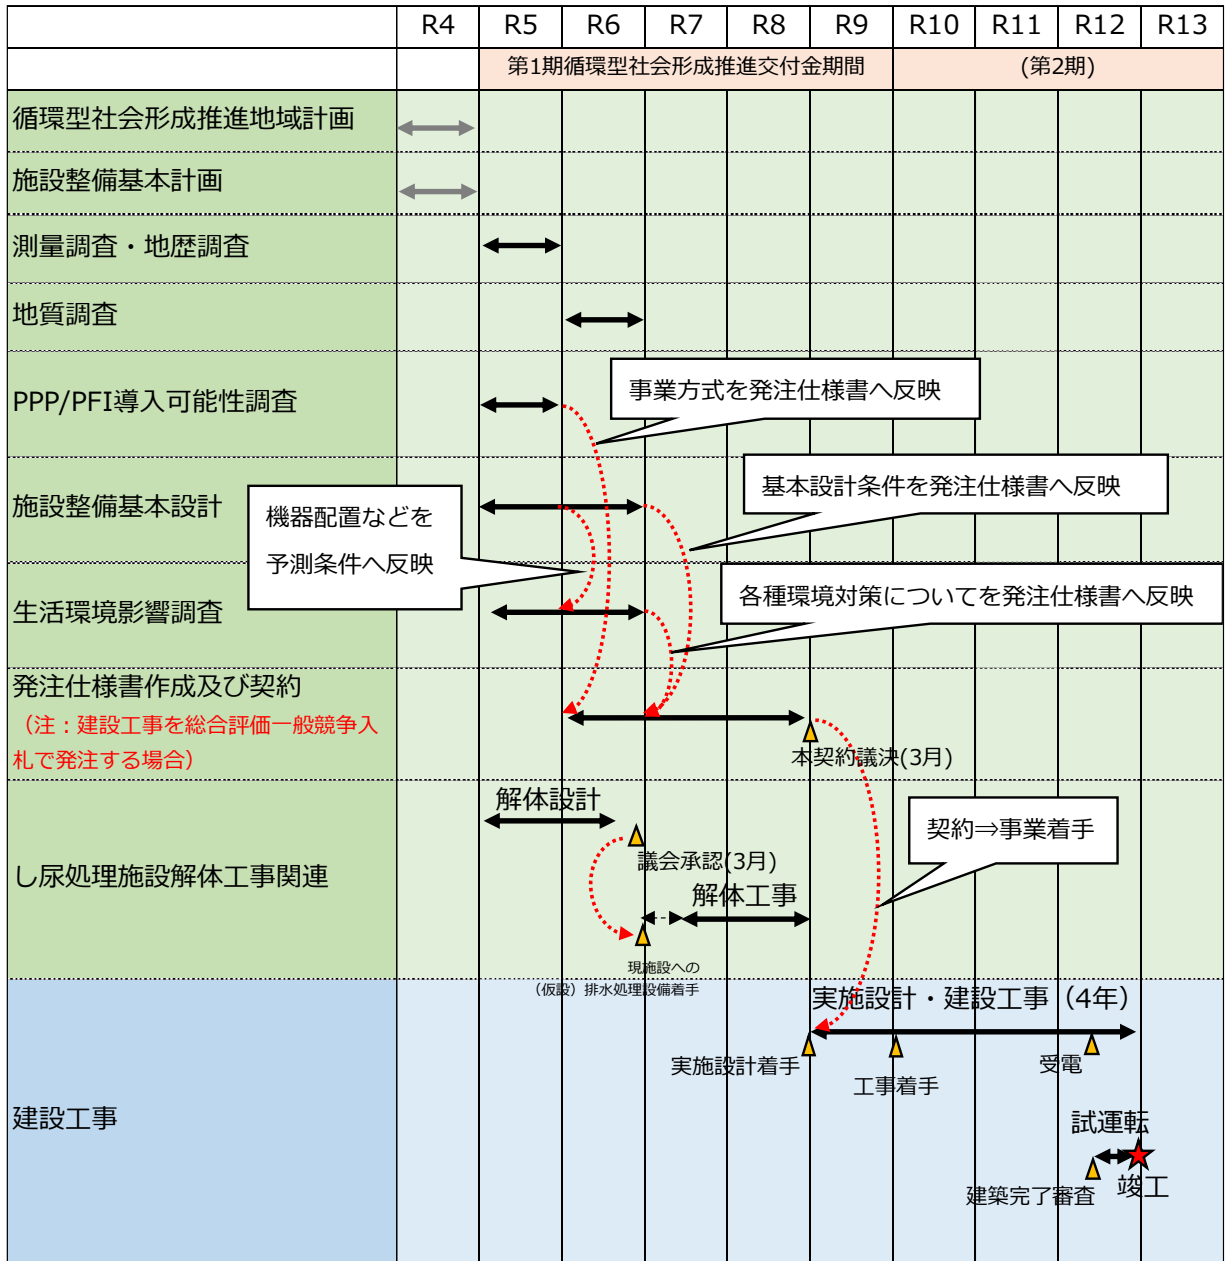 R4 R5 R6 R7 R8 R9 R10 R11 R12 R13
第1期循環型社会形成推進交付金期間 (第2期)
循環型社会形成推進地域計画
施設整備基本計画
測量調査・地歴調査
地質調査
PPP/PFI導入可能性調査
事業方式を発注仕様書へ反映
施設整備基本設計
機器配置などを
予測条件へ反映
基本設計条件を発注仕様書へ反映
生活環境影響調査
各種環境対策についてを発注仕様書へ反映
発注仕様書作成及び契約
（注：建設工事を総合評価一般競争入
札で発注する場合）
本契約議決(3月)
し尿処理施設解体工事関連
解体設計
議会承認(3月)
解体工事
契約⇒事業着手
現施設への
（仮設）排水処理設備着手
建設工事
実施設計・建設工事（4年）
実施設計着手
工事着手
受電
試運転
建築完了審査
竣工